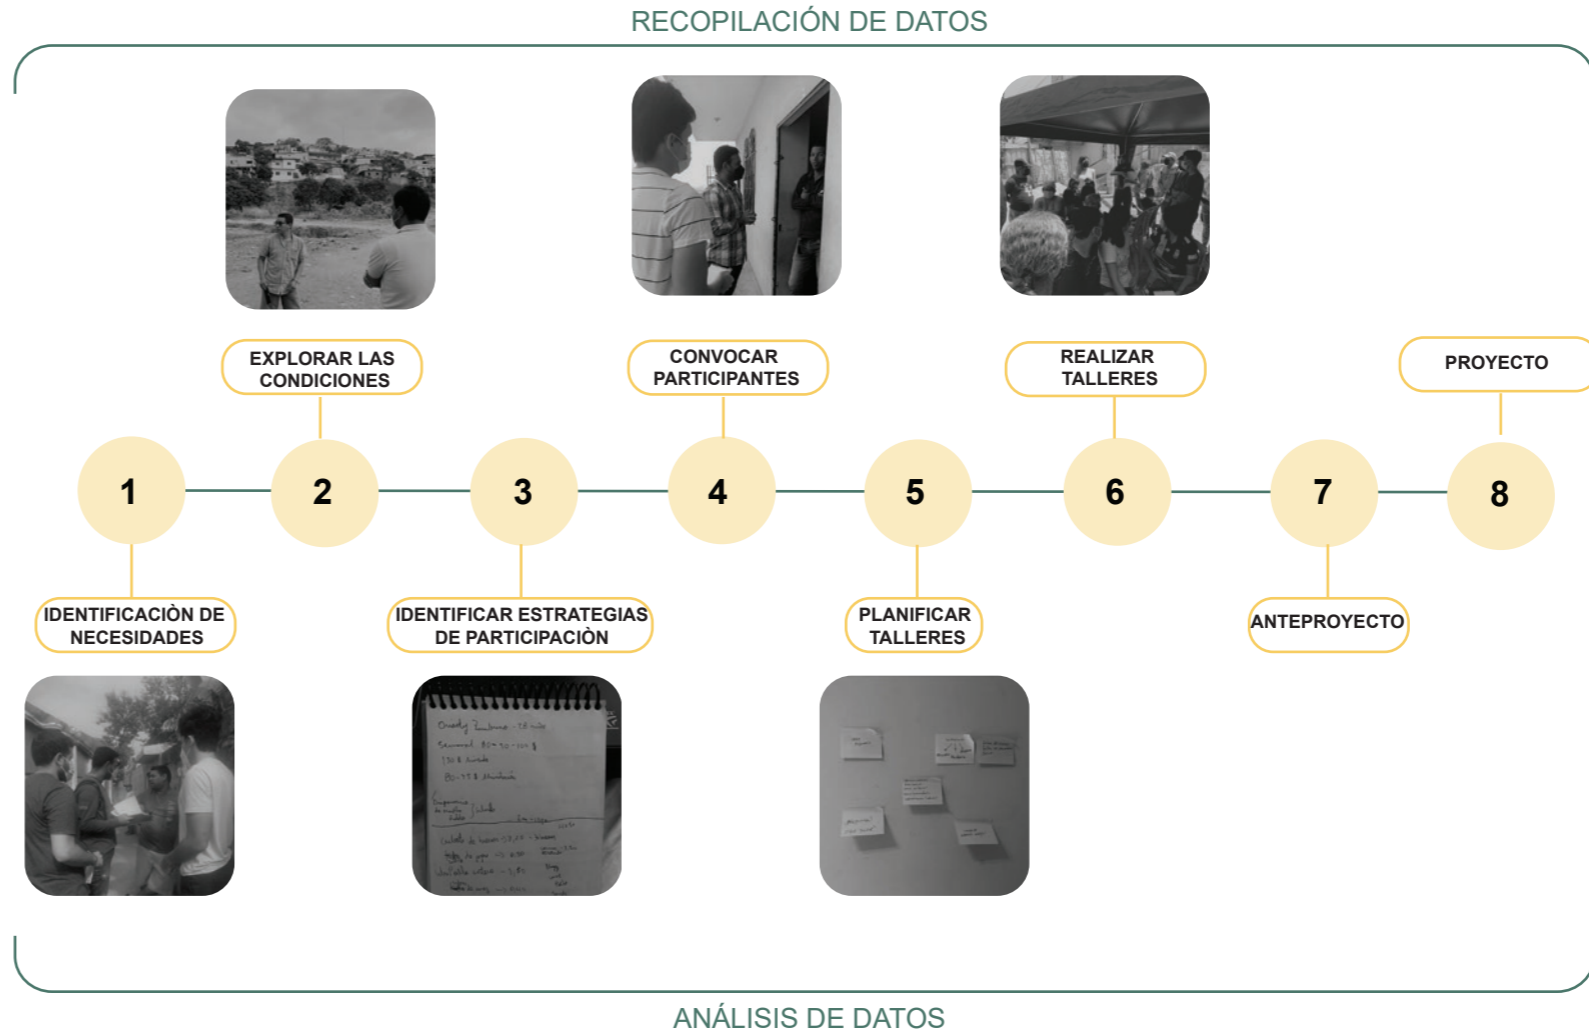 RECOPILACIÓN DE DATOS
EXPLORAR LAS
CONDICIONES
CONVOCAR
PARTICIPANTES
REALIZAR
TALLERES
PROYECTO
1
2
3
4
5
6
7
8
IDENTIFICACIÒN DE
NECESIDADES
IDENTIFICAR ESTRATEGIAS
DE PARTICIPACIÒN
PLANIFICAR
TALLERES
ANTEPROYECTO
ANÁLISIS DE DATOS